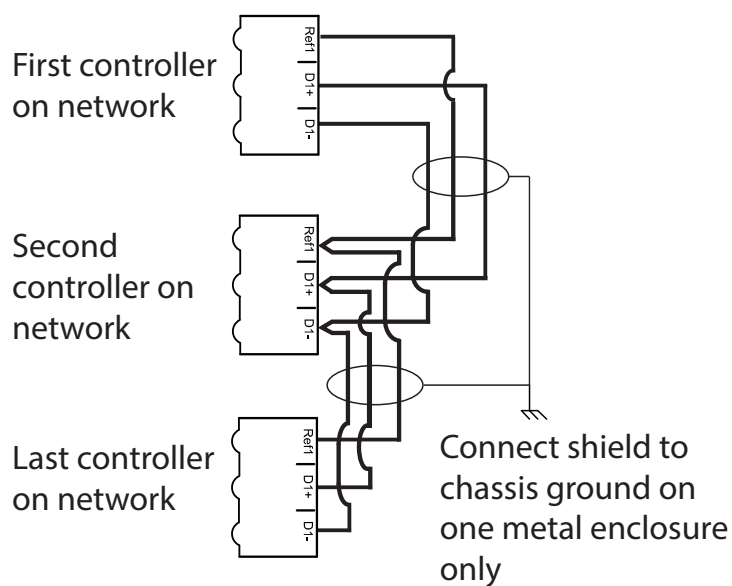 First controller
on network
Ref1
D1+
D1-
Second
controller on
network
Ref1
D1+
D1-
Last controller
on network
Ref1
D1+
D1-
Connect shield to
chassis ground on
one metal enclosure
only